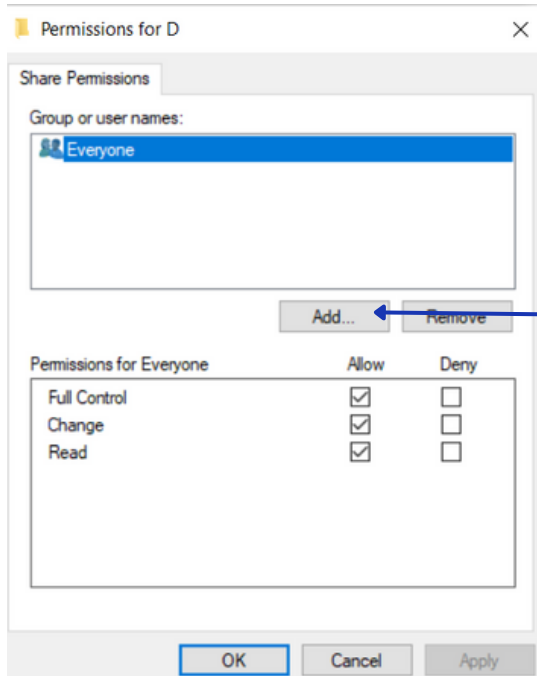 Permissions for D
Share Permissions
Group or user names:
Everyone
Add... Remove
Permissions for Everyone Allow Deny
Full Control
Change
Read
OK Cancel Apply